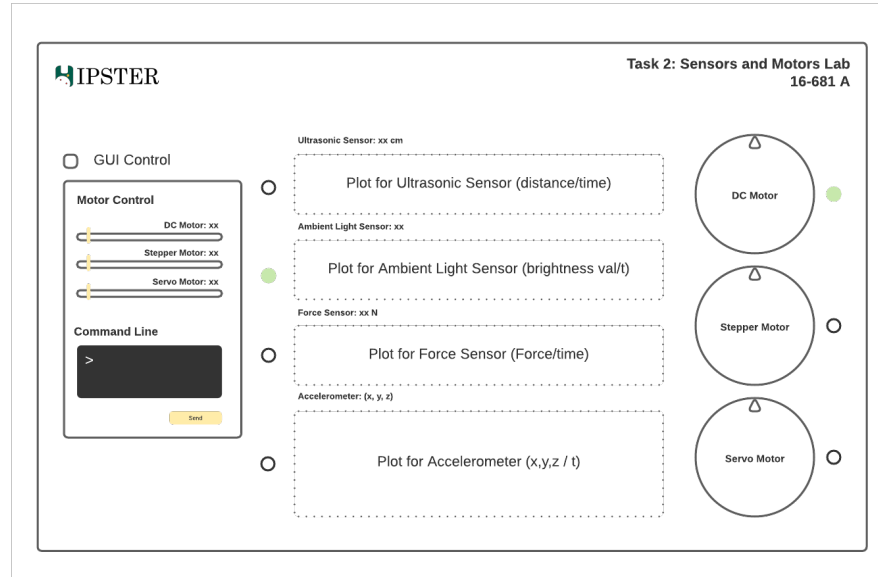 HIPSTER
Task 2: Sensors and Motors Lab
16-681 A
GUI Control
Motor Control
DC Motor: xx
Stepper Motor: xx
Servo Motor: xx
Command Line
>
Send
Ultrasonic Sensor: xx cm
Plot for Ultrasonic Sensor (distance/time)
Ambient Light Sensor: xx
Plot for Ambient Light Sensor (brightness val/t)
Force Sensor: xx N
Plot for Force Sensor (Force/time)
Accelerometer: (x, y, z)
Plot for Accelerometer (x,y,z / t)
DC Motor
Stepper Motor
Servo Motor